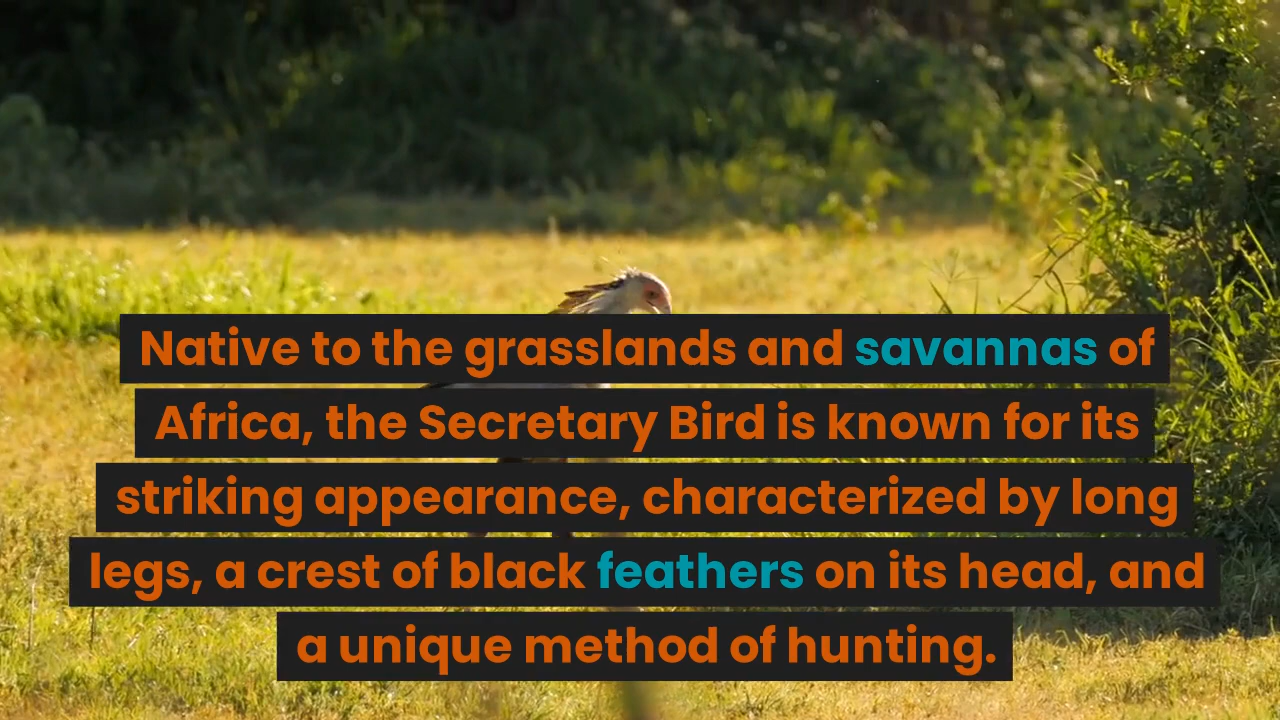 Native to the grasslands and savannas of
Africa, the Secretary Bird is known for its
striking appearance, characterized by long
legs, a crest of black feathers on its head, and
a unique method of hunting.